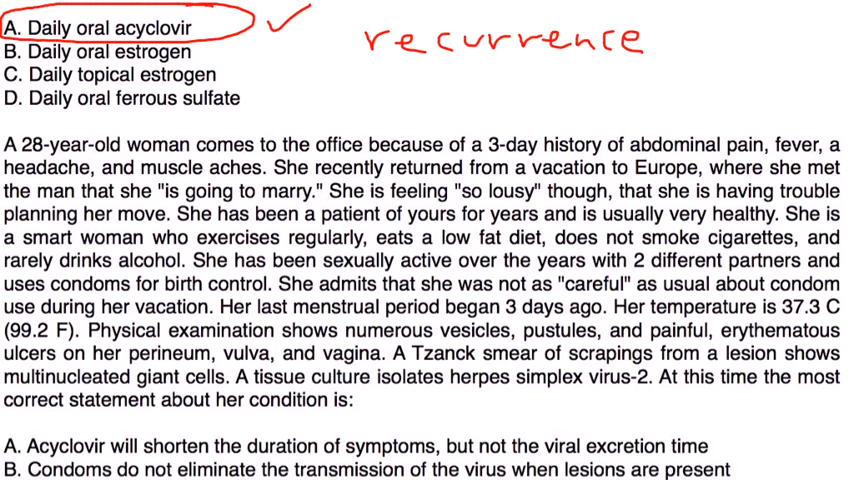 A. Daily oral acyclovir
recurrence
B. Daily oral estrogen
C. Daily topical estrogen
D. Daily oral ferrous sulfate
A 28-year-old woman comes to the office because of a 3-day history of abdominal pain, fever, a
headache, and muscle aches. She recently returned from a vacation to Europe, where she met
the man that she "is going to marry." She is feeling "so lousy" though, that she is having trouble
planning her move. She has been a patient of yours for years and is usually very healthy. She is
a smart woman who exercises regularly, eats a low fat diet, does not smoke cigarettes, and
rarely drinks alcohol. She has been sexually active over the years with 2 different partners and
uses condoms for birth control. She admits that she was not as "careful" as usual about condom
use during her vacation. Her last menstrual period began 3 days ago. Her temperature is 37.3 C
(99.2 F). Physical examination shows numerous vesicles, pustules, and painful, erythematous
ulcers on her perineum, vulva, and vagina. A Tzanck smear of scrapings from a lesion shows
multinucleated giant cells. A tissue culture isolates herpes simplex virus-2. At this time the most
correct statement about her condition is:
A. Acyclovir will shorten the duration of symptoms, but not the viral excretion time
B. Condoms do not eliminate the transmission of the virus when lesions are present